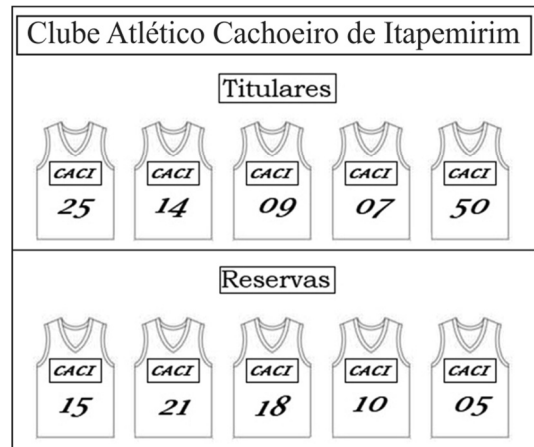 Clube Atlético Cachoeiro de Itapemirim
Titulares
CACI CACI CACI CACI CACI
25 14 09 07 50
Reservas
CACI CACI CACI CACI CACI
15 21 18 10 05